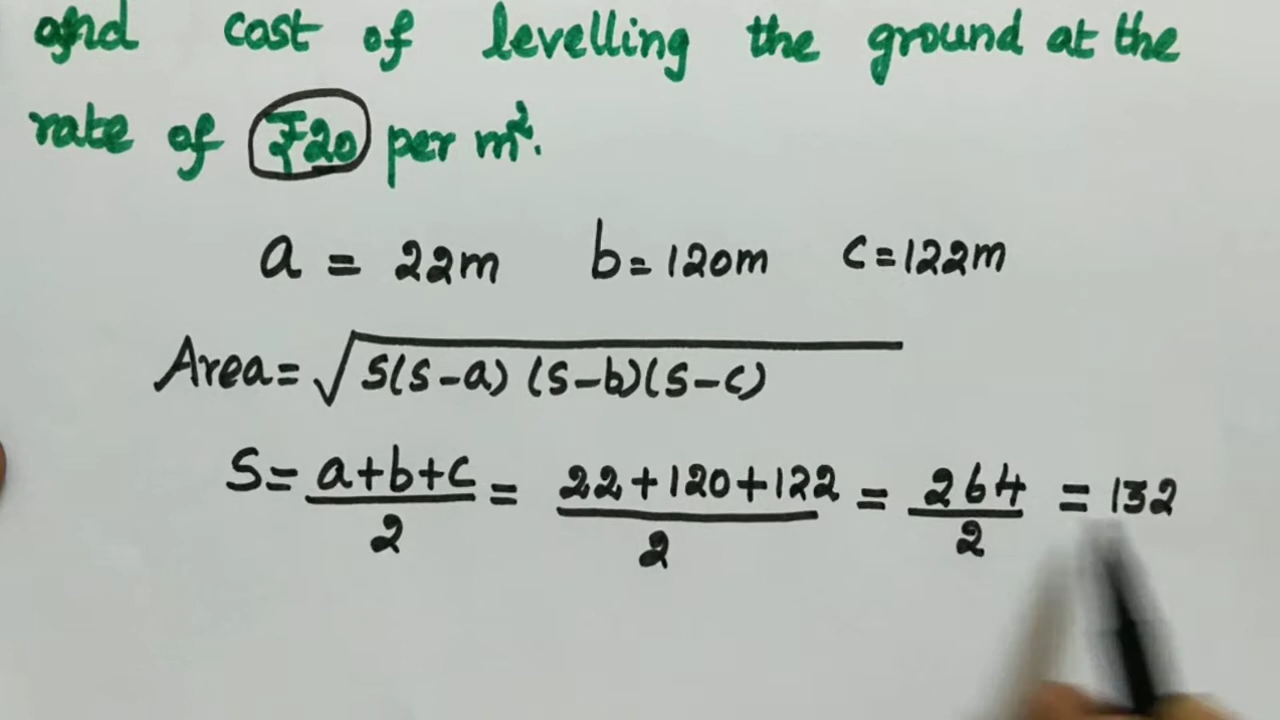 and cost of levelling the ground at the
rate of ₹20 per m².
a = 22m b=120m c=122m
Area=√s(s-a) (s-b)(s-c)
S= a+b+c/2 = 22+120+122/2 = 264/2 = 132